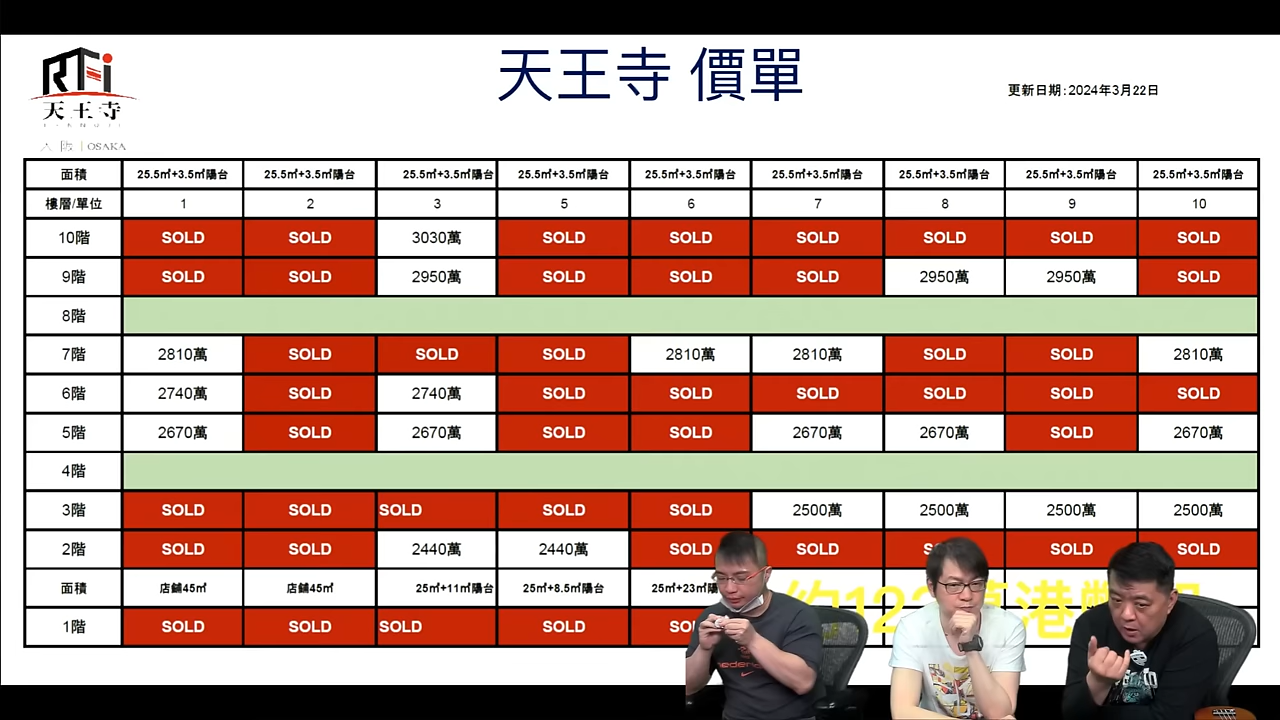 RTi
天王寺
大阪 | OSAKA
天王寺 價單
更新日期：2024年3月22日
面積 25.5㎡+3.5㎡陽台 25.5㎡+3.5㎡陽台 25.5㎡+3.5㎡陽台 25.5㎡+3.5㎡陽台 25.5㎡+3.5㎡陽台 25.5㎡+3.5㎡陽台 25.5㎡+3.5㎡陽台 25.5㎡+3.5㎡陽台 25.5㎡+3.5㎡陽台
樓層/單位 1 2 3 5 6 7 8 9 10
10階 SOLD SOLD 3030萬 SOLD SOLD SOLD SOLD SOLD SOLD
9階 SOLD SOLD 2950萬 SOLD SOLD SOLD 2950萬 2950萬 SOLD
8階
7階 2810萬 SOLD SOLD SOLD 2810萬 2810萬 SOLD SOLD 2810萬
6階 2740萬 SOLD 2740萬 SOLD SOLD SOLD SOLD SOLD SOLD
5階 2670萬 SOLD 2670萬 SOLD SOLD 2670萬 2670萬 SOLD 2670萬
4階
3階 SOLD SOLD SOLD SOLD SOLD 2500萬 2500萬 2500萬 2500萬
2階 SOLD SOLD 2440萬 2440萬 SOLD SOLD SOLD SOLD SOLD
面積 店鋪45㎡ 店鋪45㎡ 25㎡+11㎡陽台 25㎡+8.5㎡陽台 25㎡+23㎡陽
1階 SOLD SOLD SOLD SOLD
約12 港幣